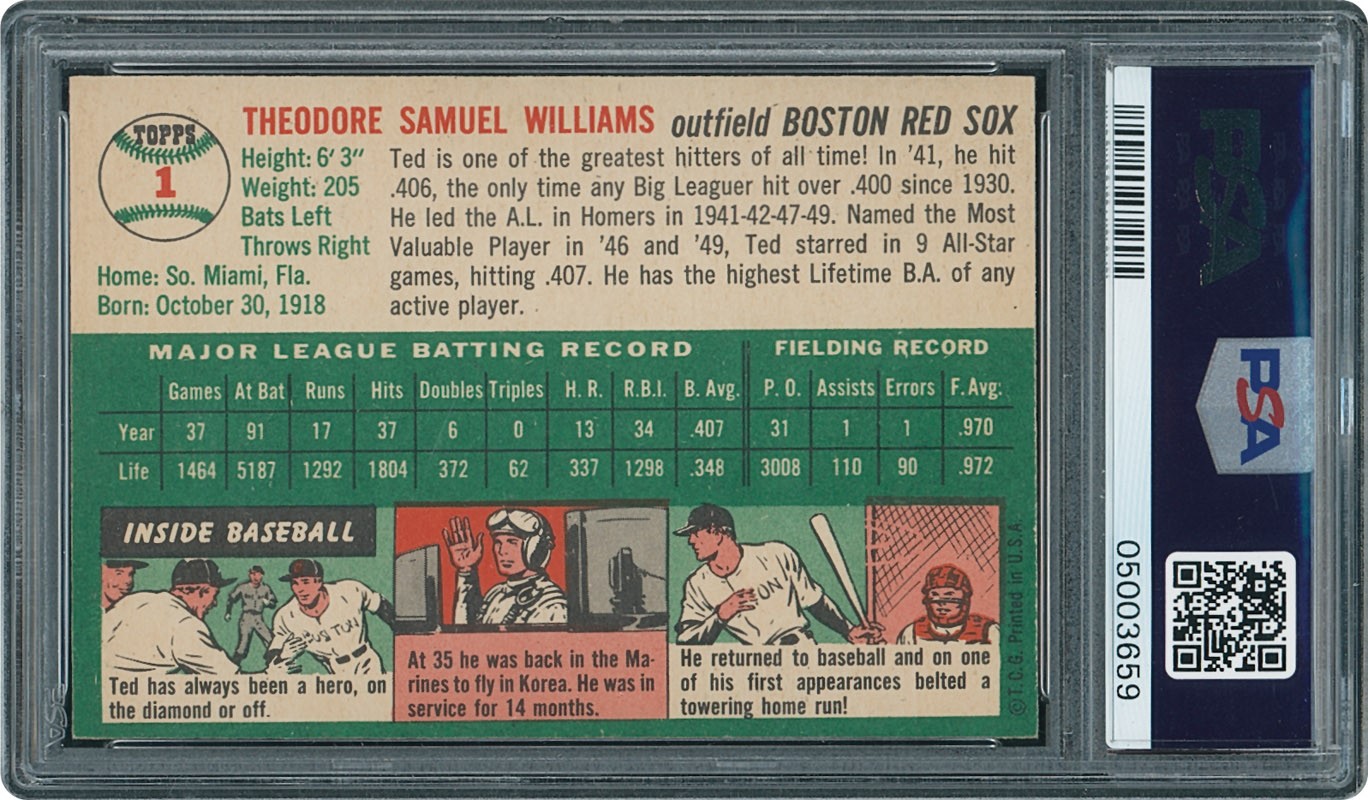 TOPPS
1
THEODORE SAMUEL WILLIAMS outfield BOSTON RED SOX
Height: 6' 3"
Weight: 205
Bats Left
Throws Right
Home: So. Miami, Fla.
Born: October 30, 1918
Ted is one of the greatest hitters of all time! In '41, he hit
.406, the only time any Big Leaguer hit over .400 since 1930.
He led the A.L. in Homers in 1941-42-47-49. Named the Most
Valuable Player in '46 and '49, Ted starred in 9 All-Star
games, hitting .407. He has the highest Lifetime B.A. of any
active player.
MAJOR LEAGUE BATTING RECORD FIELDING RECORD
Games At Bat Runs Hits Doubles Triples H. R. R.B.I. B. Avg. P. O. Assists Errors F. Avg.
Year 37 91 17 37 6 0 13 34 .407 31 1 1 .970
Life 1464 5187 1292 1804 372 62 337 1298 .348 3008 110 90 .972
INSIDE BASEBALL
BOSTON
Ted has always been a hero, on
the diamond or off.
At 35 he was back in the Ma-
rines to fly in Korea. He was in
service for 14 months.
TON
He returned to baseball and on one
of his first appearances belted a
towering home run!
© T.C.G. Printed in U.S.A.
PSA
PSA
05003659
PSA